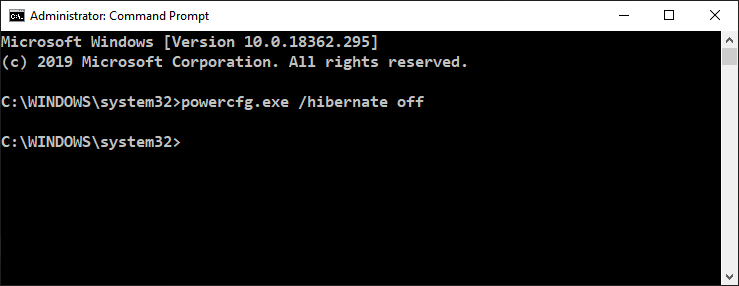 Administrator: Command Prompt
Microsoft Windows [Version 10.0.18362.295]
(c) 2019 Microsoft Corporation. All rights reserved.
C:\WINDOWS\system32>powercfg.exe /hibernate off
C:\WINDOWS\system32>